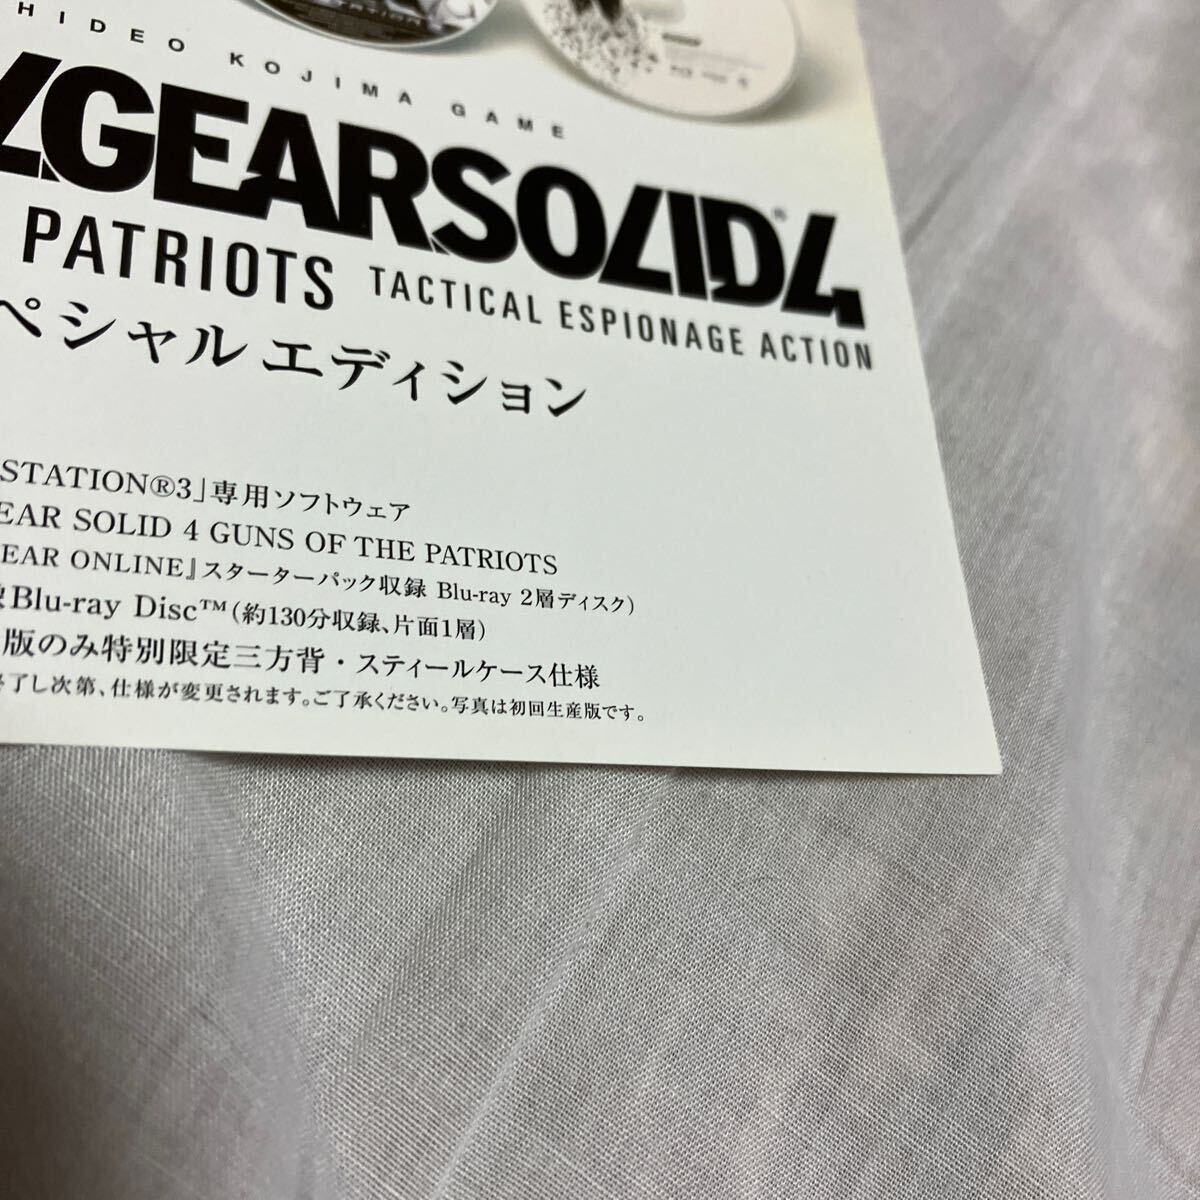 HIDEO KOJIMA GAME
GEAR SOLID 4
PATRIOTS TACTICAL ESPIONAGE ACTION
ペシャル エディション
STATION®3」専用ソフトウェア
EAR SOLID 4 GUNS OF THE PATRIOTS
EAR ONLINE』スターターパック収録 Blu-ray 2層ディスク)
Blu-ray Disc™(約130分収録、片面1層)
版のみ特別限定三方背・スティールケース仕様
了し次第、仕様が変更されます。ご了承ください。写真は初回生産版です。